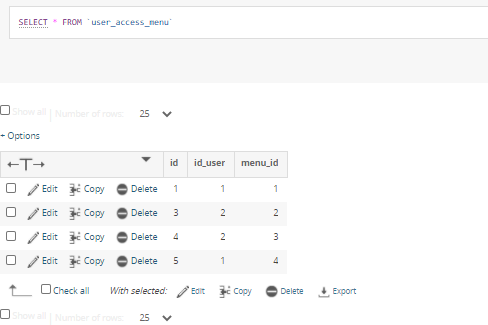 SELECT * FROM `user_access_menu`
Show all | Number of rows: 25
+ Options
←T→ id id_user menu_id
Edit Copy Delete 1 1 1
Edit Copy Delete 3 2 2
Edit Copy Delete 4 2 3
Edit Copy Delete 5 1 4
Check all With selected: Edit Copy Delete Export
Show all | Number of rows: 25